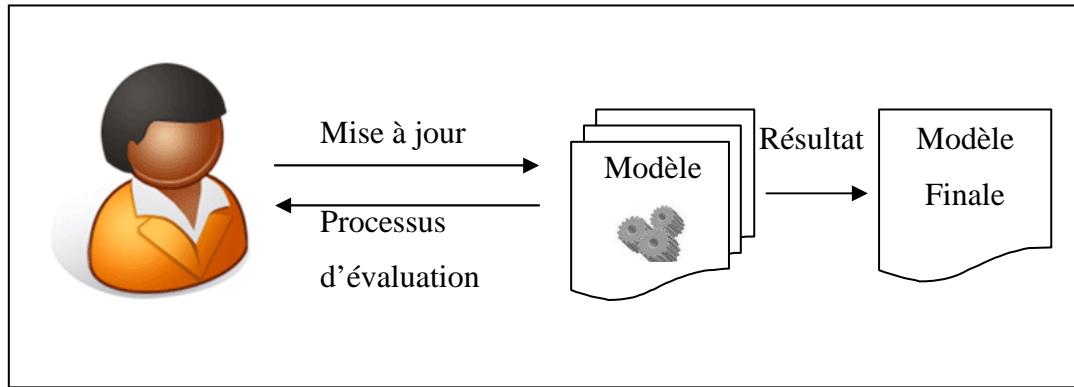 Mise à jour
Processus
d’évaluation
Modèle
Résultat
Modèle
Finale